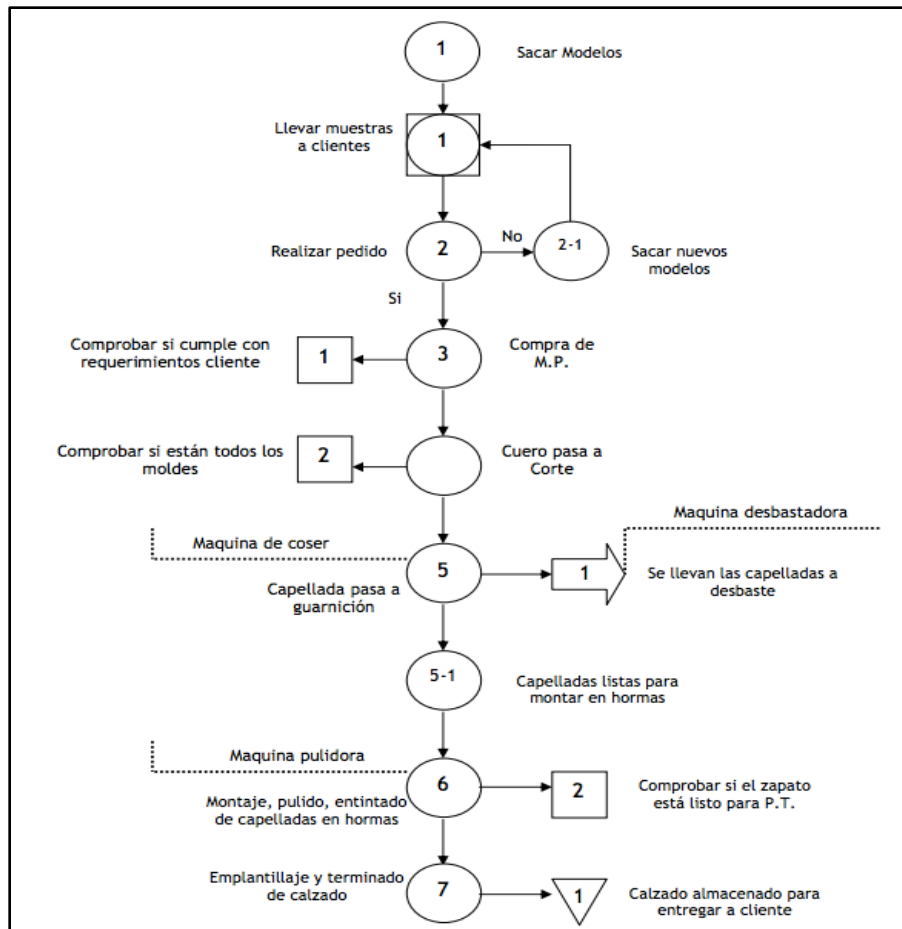 1
Sacar Modelos
Llevar muestras
a clientes
1
Realizar pedido
2
No
2-1
Sacar nuevos
modelos
Si
Comprobar si cumple con
requerimientos cliente
1
3
Compra de
M.P.
Comprobar si están todos los
moldes
2
Cuero pasa a
Corte
Maquina desbastadora
Maquina de coser
5
1
Se llevan las capelladas a
desbaste
Capellada pasa a
guarnición
5-1
Capelladas listas para
montar en hormas
Maquina pulidora
6
2
Comprobar si el zapato
está listo para P.T.
Montaje, pulido, entintado
de capelladas en hormas
Emplantillaje y terminado
de calzado
7
1
Calzado almacenado para
entregar a cliente